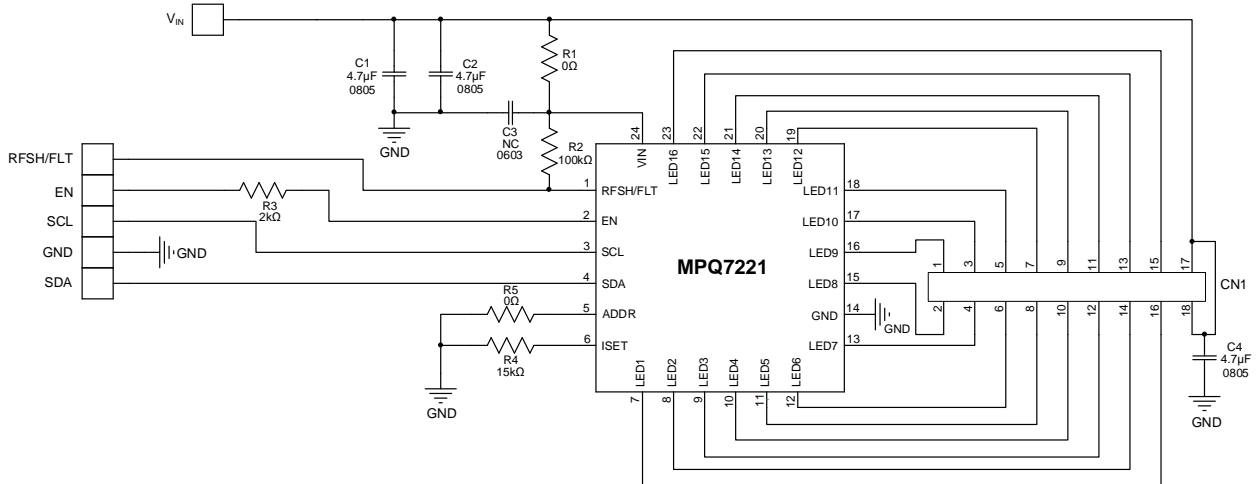 VIN
C1
4.7µF
0805
C2
4.7µF
0805
R1
0Ω
GND
C3
NC
0603
R2
100kΩ
RFSH/FLT
EN
SCL
GND
SDA
R3
2kΩ
GND
R5
0Ω
R4
15kΩ
GND
24
23
22
21
20
19
VIN
LED16
LED15
LED14
LED13
LED12
1
RFSH/FLT
2
EN
3
SCL
4
SDA
5
ADDR
6
ISET
MPQ7221
LED11
18
LED10
17
LED9
16
LED8
15
GND
14
GND
LED7
13
LED1
LED2
LED3
LED4
LED5
LED6
7
8
9
10
11
12
1
3
5
7
9
11
13
15
17
2
4
6
8
10
12
14
16
18
CN1
C4
4.7µF
0805
GND